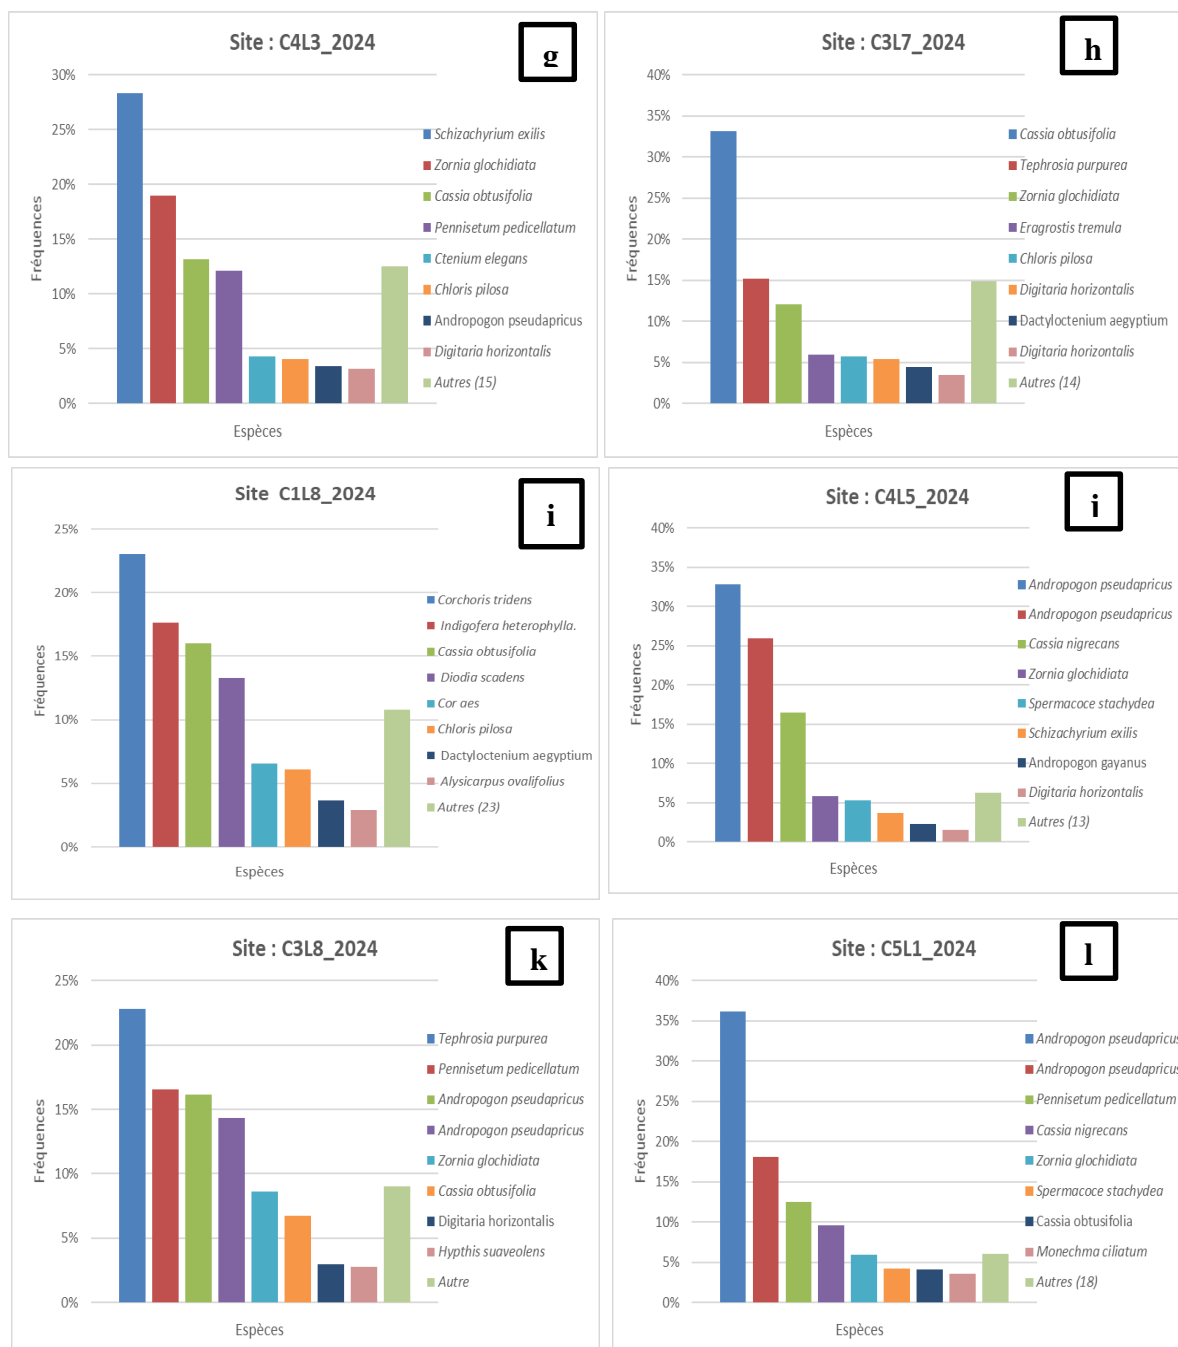 Site : C4L3_2024
g
30%
25%
20%
15%
10%
5%
0%
Fréquences
Espèces
Schizachyrium exilis
Zornia glochidiata
Cassia obtusifolia
Pennisetum pedicellatum
Ctenium elegans
Chloris pilosa
Andropogon pseudapricus
Digitaria horizontalis
Autres (15)
Site : C3L7_2024
h
40%
35%
30%
25%
20%
15%
10%
5%
0%
Fréquences
Espèces
Cassia obtusifolia
Tephrosia purpurea
Zornia glochidiata
Eragrostis tremula
Chloris pilosa
Digitaria horizontalis
Dactyloctenium aegyptium
Digitaria horizontalis
Autres (14)
Site C1L8_2024
i
25%
20%
15%
10%
5%
0%
Fréquences
Espèces
Corchoris tridens
Indigofera heterophylla.
Cassia obtusifolia
Diodia scadens
Cor aes
Chloris pilosa
Dactyloctenium aegyptium
Alysicarpus ovalifolius
Autres (23)
Site : C4L5_2024
j
40%
35%
30%
25%
20%
15%
10%
5%
0%
Fréquences
Espèces
Andropogon pseudapricus
Andropogon pseudapricus
Cassia nigrecans
Zornia glochidiata
Spermacoce stachydea
Schizachyrium exilis
Andropogon gayanus
Digitaria horizontalis
Autres (13)
Site : C3L8_2024
k
25%
20%
15%
10%
5%
0%
Fréquences
Espèces
Tephrosia purpurea
Pennisetum pedicellatum
Andropogon pseudapricus
Andropogon pseudapricus
Zornia glochidiata
Cassia obtusifolia
Digitaria horizontalis
Hypthis suaveolens
Autre
Site : C5L1_2024
l
40%
35%
30%
25%
20%
15%
10%
5%
0%
Fréquences
Espèces
Andropogon pseudapricus
Andropogon pseudapricus
Pennisetum pedicellatum
Cassia nigrecans
Zornia glochidiata
Spermacoce stachydea
Cassia obtusifolia
Monechma ciliatum
Autres (18)